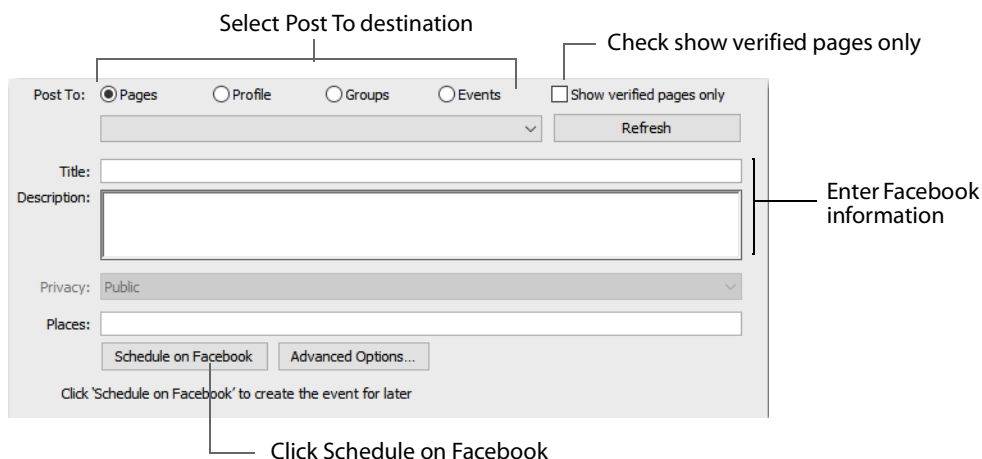 Select Post To destination
Check show verified pages only
Post To: Pages Profile Groups Events Show verified pages only
Refresh
Title:
Description:
Enter Facebook
information
Privacy: Public
Places:
Schedule on Facebook Advanced Options...
Click 'Schedule on Facebook' to create the event for later
Click Schedule on Facebook